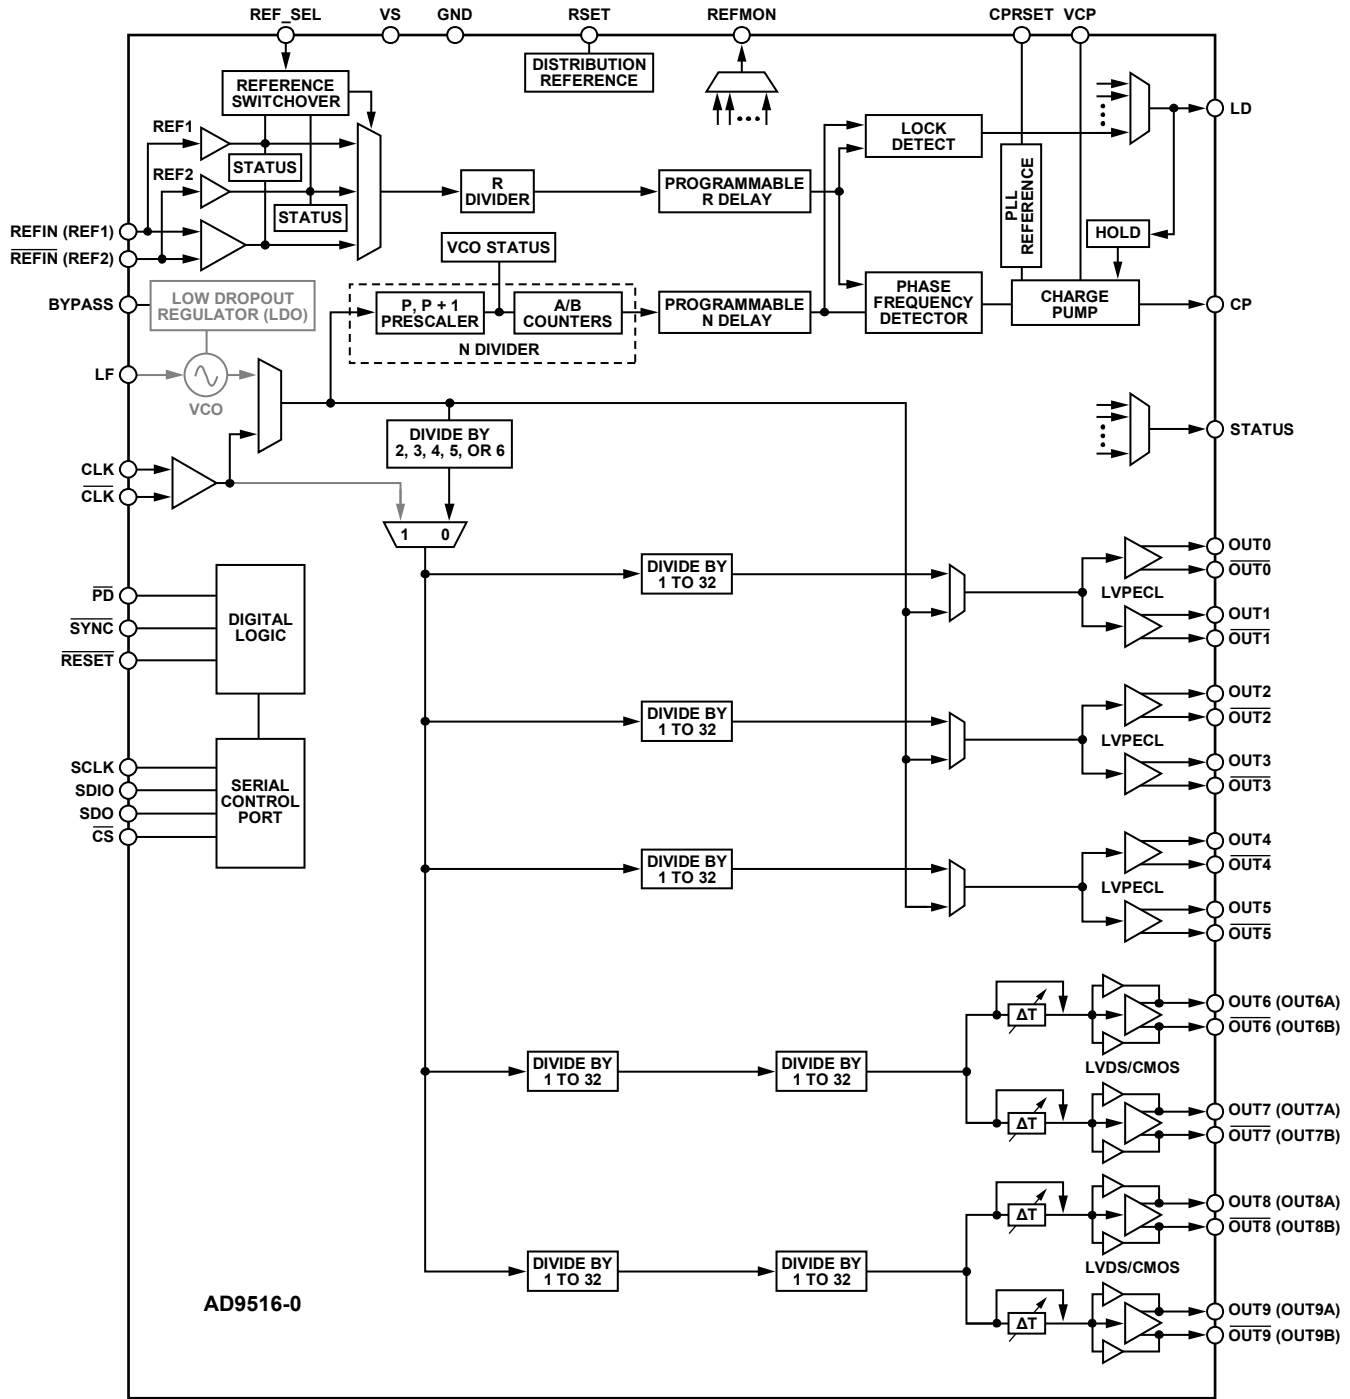 REF_SEL VS GND RSET REFMON CPRSET VCP
DISTRIBUTION
REFERENCE
REFERENCE
SWITCHOVER
REF1
STATUS
REF2
STATUS
REFIN (REF1)
REFIN (REF2)
R
DIVIDER
PROGRAMMABLE
R DELAY
LOCK
DETECT
LD
PLL
REFERENCE
HOLD
VCO STATUS
BYPASS
LOW DROPOUT
REGULATOR (LDO)
P, P + 1
PRESCALER
A/B
COUNTERS
N DIVIDER
PROGRAMMABLE
N DELAY
PHASE
FREQUENCY
DETECTOR
CHARGE
PUMP
CP
LF
VCO
DIVIDE BY
2, 3, 4, 5, OR 6
STATUS
CLK
CLK
1 0
PD
SYNC
RESET
DIGITAL
LOGIC
SCLK
SDIO
SDO
CS
SERIAL
CONTROL
PORT
DIVIDE BY
1 TO 32
LVPECL
OUT0
OUT0
OUT1
OUT1
DIVIDE BY
1 TO 32
LVPECL
OUT2
OUT2
OUT3
OUT3
DIVIDE BY
1 TO 32
LVPECL
OUT4
OUT4
OUT5
OUT5
DIVIDE BY
1 TO 32
DIVIDE BY
1 TO 32
ΔT
ΔT
LVDS/CMOS
OUT6 (OUT6A)
OUT6 (OUT6B)
OUT7 (OUT7A)
OUT7 (OUT7B)
DIVIDE BY
1 TO 32
DIVIDE BY
1 TO 32
ΔT
ΔT
LVDS/CMOS
OUT8 (OUT8A)
OUT8 (OUT8B)
OUT9 (OUT9A)
OUT9 (OUT9B)
AD9516-0